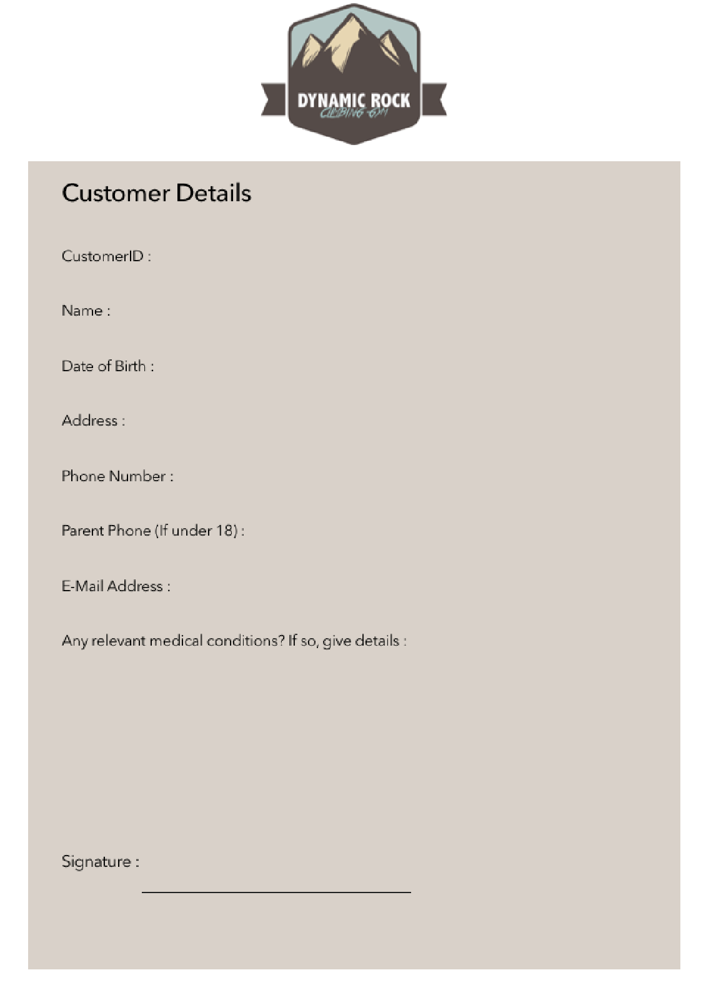 DYNAMIC ROCK
CLIMBING GYM
Customer Details
CustomerID :
Name :
Date of Birth :
Address :
Phone Number :
Parent Phone (If under 18) :
E-Mail Address :
Any relevant medical conditions? If so, give details :
Signature :